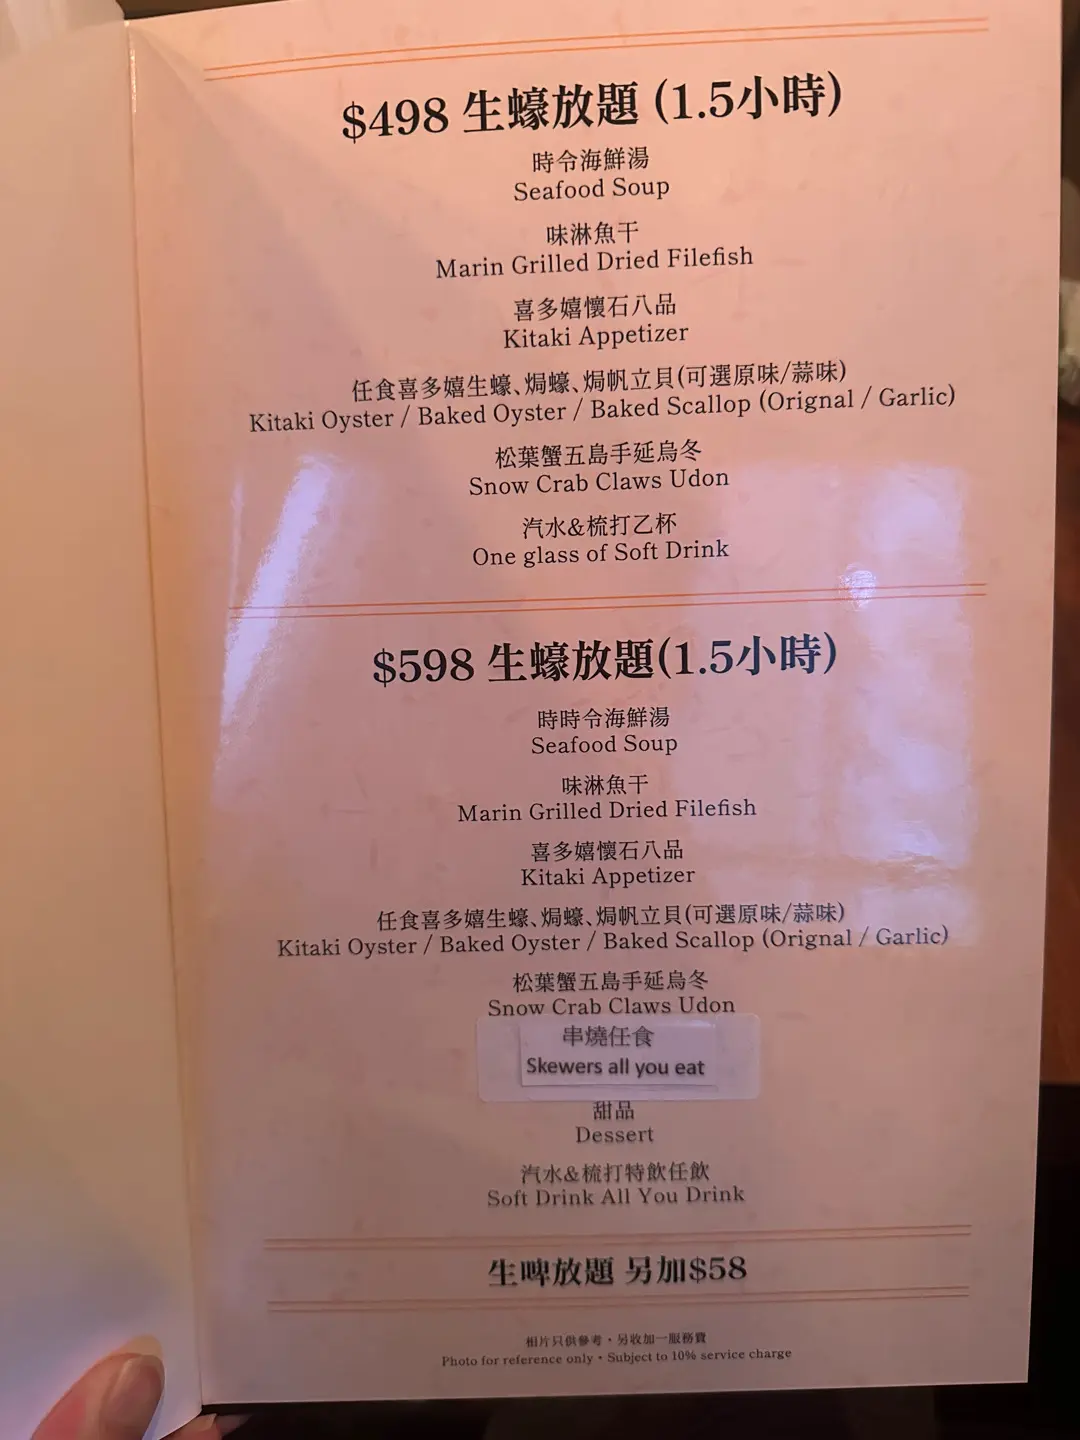 $498 生蠔放題 (1.5小時)
時令海鮮湯
Seafood Soup
味淋魚干
Marin Grilled Dried Filefish
喜多嬉懷石八品
Kitaki Appetizer
任食喜多嬉生蠔、焗蠔、焗帆立貝(可選原味/蒜味)
Kitaki Oyster / Baked Oyster / Baked Scallop (Orignal / Garlic)
松葉蟹五島手延烏冬
Snow Crab Claws Udon
汽水&梳打乙杯
One glass of Soft Drink
$598 生蠔放題(1.5小時)
時時令海鮮湯
Seafood Soup
味淋魚干
Marin Grilled Dried Filefish
喜多嬉懷石八品
Kitaki Appetizer
任食喜多嬉生蠔、焗蠔、焗帆立貝(可選原味/蒜味)
Kitaki Oyster / Baked Oyster / Baked Scallop (Orignal / Garlic)
松葉蟹五島手延烏冬
Snow Crab Claws Udon
串燒任食
Skewers all you eat
甜品
Dessert
汽水&梳打特飲任飲
Soft Drink All You Drink
生啤放題 另加$58
相片只供參考・另收加一服務費
Photo for reference only • Subject to 10% service charge